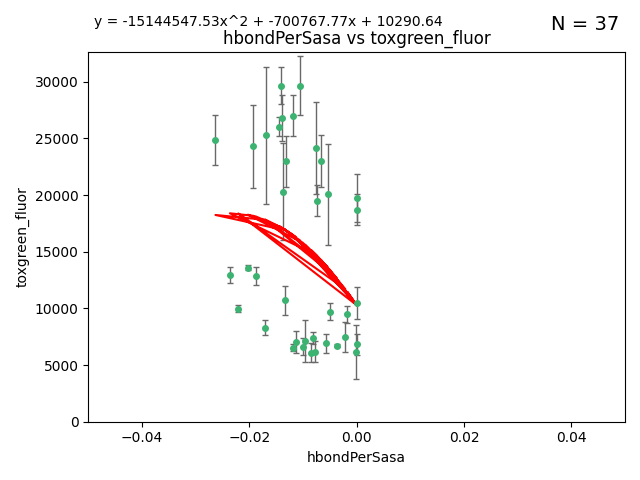 y = -15144547.53x^2 + -700767.77x + 10290.64
N = 37
hbondPerSasa vs toxgreen_fluor
30000
25000
20000
15000
10000
5000
0
toxgreen_fluor
−0.04
−0.02
0.00
0.02
0.04
hbondPerSasa